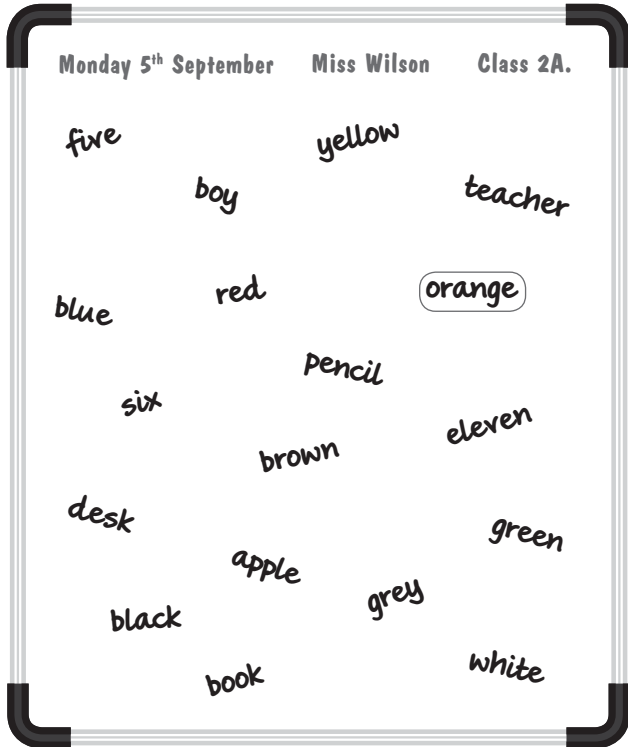 Monday 5th September Miss Wilson Class 2A.
five
yellow
boy
teacher
blue
red
orange
pencil
six
eleven
brown
desk
green
apple
grey
black
book
white